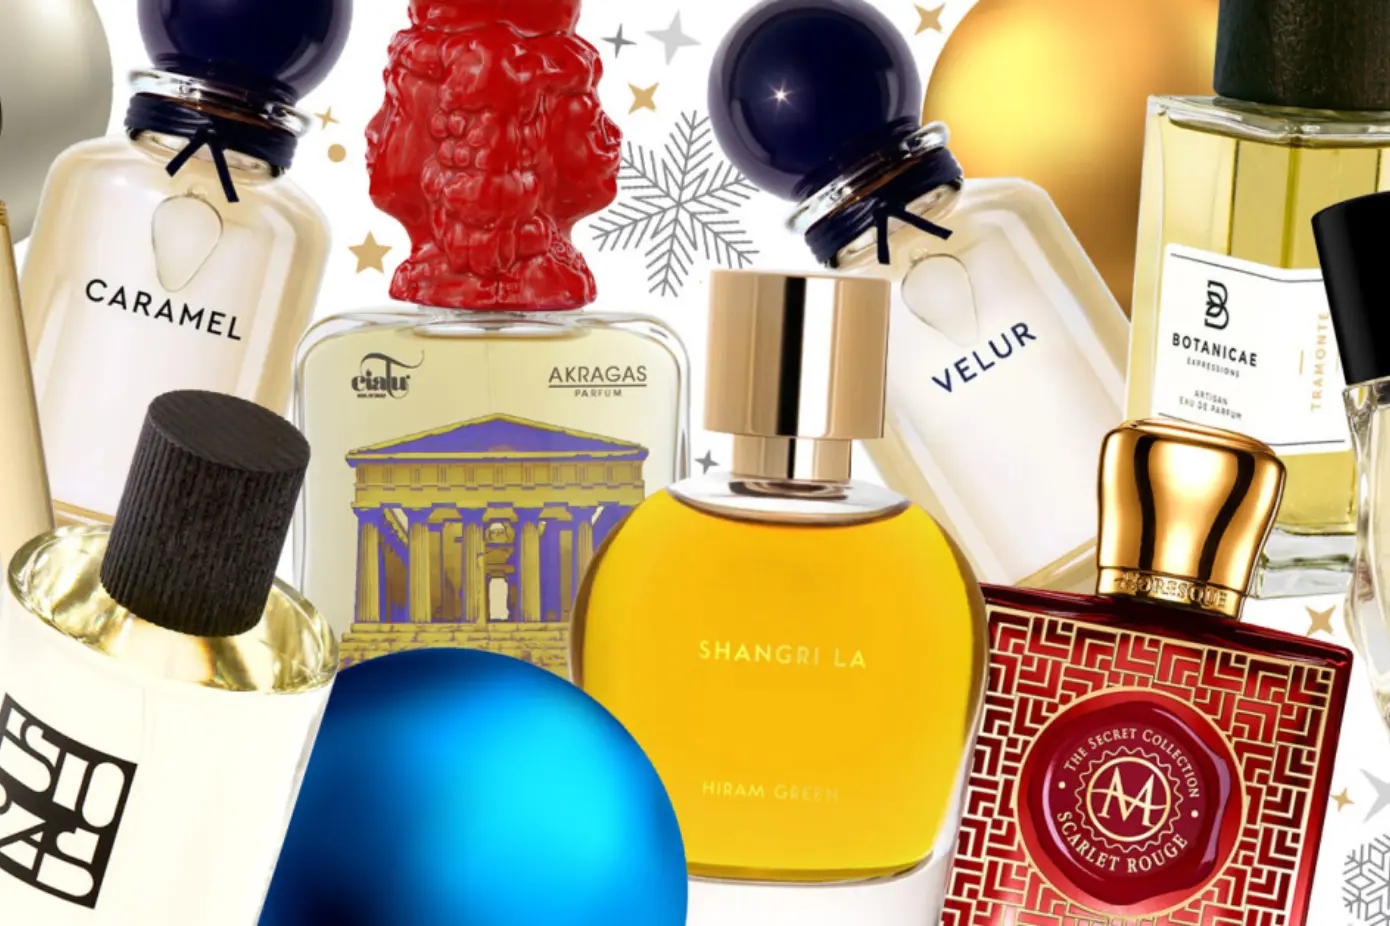 CARAMEL
ciatu
AKRAGAS
PARFUM
VELUR
BOTANICAE
EXPRESSIONS
ARTISAN
EAU DE PARFUM
TRAMONTE
SHANGRI LA
HIRAM GREEN
MORESQUE
THE SECRET COLLECTION
M
SCARLET ROUGE